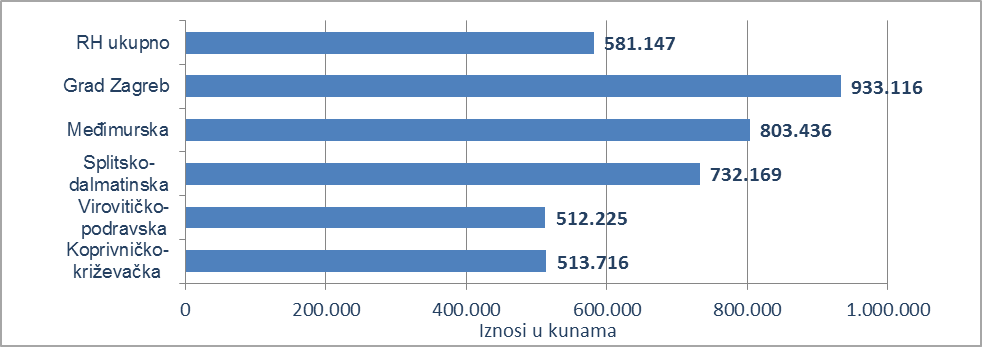 RH ukupno
581.147
Grad Zagreb
933.116
Međimurska
803.436
Splitsko-
dalmatinska
732.169
Virovitičko-
podravska
512.225
Koprivničko-
križevačka
513.716
0
200.000
400.000
600.000
800.000
1.000.000
Iznosi u kunama